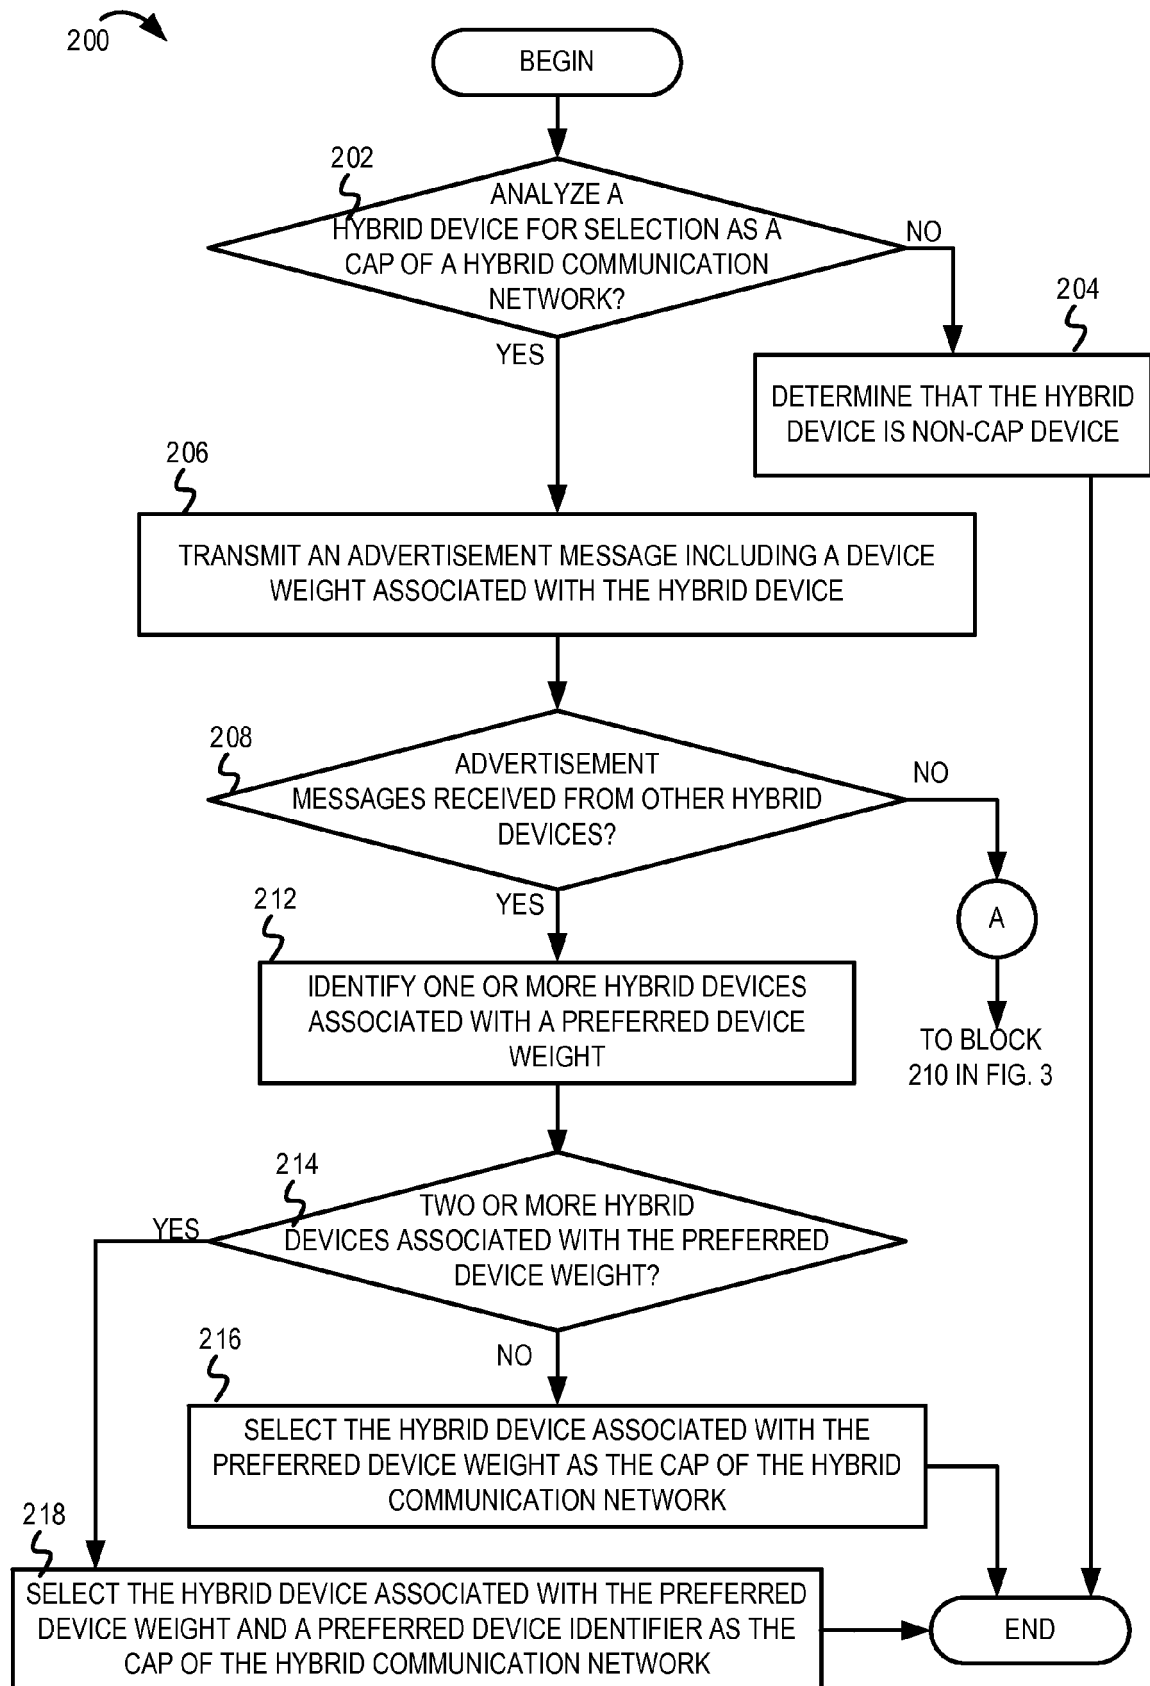 200
BEGIN
202
ANALYZE A
HYBRID DEVICE FOR SELECTION AS A
CAP OF A HYBRID COMMUNICATION
NETWORK?
NO
YES
204
DETERMINE THAT THE HYBRID
DEVICE IS NON-CAP DEVICE
206
TRANSMIT AN ADVERTISEMENT MESSAGE INCLUDING A DEVICE
WEIGHT ASSOCIATED WITH THE HYBRID DEVICE
208
ADVERTISEMENT
MESSAGES RECEIVED FROM OTHER HYBRID
DEVICES?
NO
YES
A
TO BLOCK
210 IN FIG. 3
212
IDENTIFY ONE OR MORE HYBRID DEVICES
ASSOCIATED WITH A PREFERRED DEVICE
WEIGHT
214
TWO OR MORE HYBRID
DEVICES ASSOCIATED WITH THE PREFERRED
DEVICE WEIGHT?
YES
NO
216
SELECT THE HYBRID DEVICE ASSOCIATED WITH THE
PREFERRED DEVICE WEIGHT AS THE CAP OF THE HYBRID
COMMUNICATION NETWORK
218
SELECT THE HYBRID DEVICE ASSOCIATED WITH THE PREFERRED
DEVICE WEIGHT AND A PREFERRED DEVICE IDENTIFIER AS THE
CAP OF THE HYBRID COMMUNICATION NETWORK
END